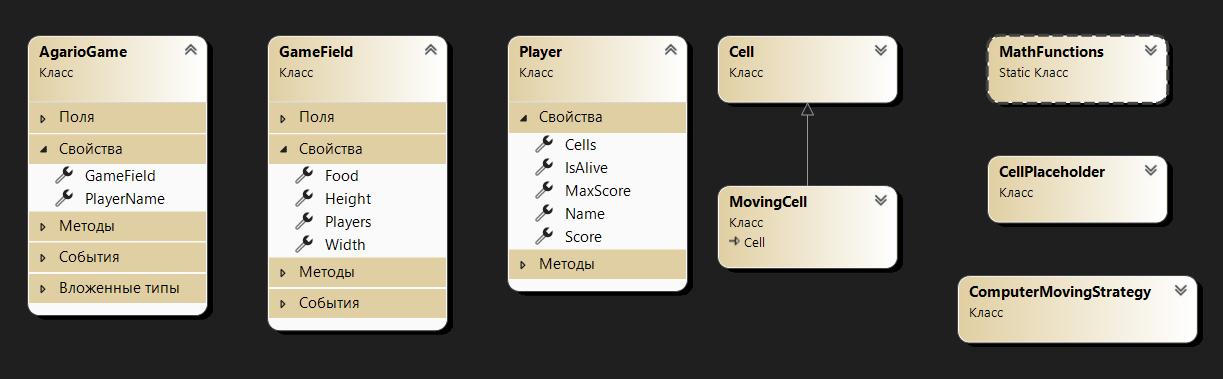 AgarioGame
Класс
Поля
Свойства
GameField
PlayerName
Методы
События
Вложенные типы
GameField
Класс
Поля
Свойства
Food
Height
Players
Width
Методы
События
Player
Класс
Свойства
Cells
IsAlive
MaxScore
Name
Score
Методы
Cell
Класс
MovingCell
Класс
Cell
MathFunctions
Static Класс
CellPlaceholder
Класс
ComputerMovingStrategy
Класс